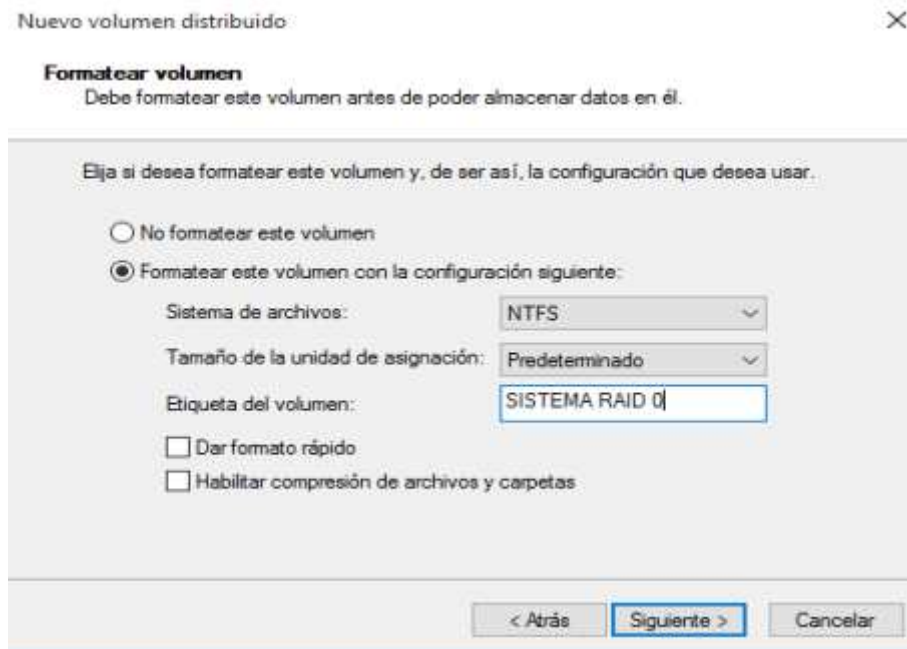 Nuevo volumen distribuido
Formatear volumen
Debe formatear este volumen antes de poder almacenar datos en él.
Elija si desea formatear este volumen y, de ser así, la configuración que desea usar.
No formatear este volumen
Formatear este volumen con la configuración siguiente:
Sistema de archivos: NTFS
Tamaño de la unidad de asignación: Predeterminado
Etiqueta del volumen: SISTEMA RAID 0
Dar formato rápido
Habilitar compresión de archivos y carpetas
< Atrás Siguiente > Cancelar